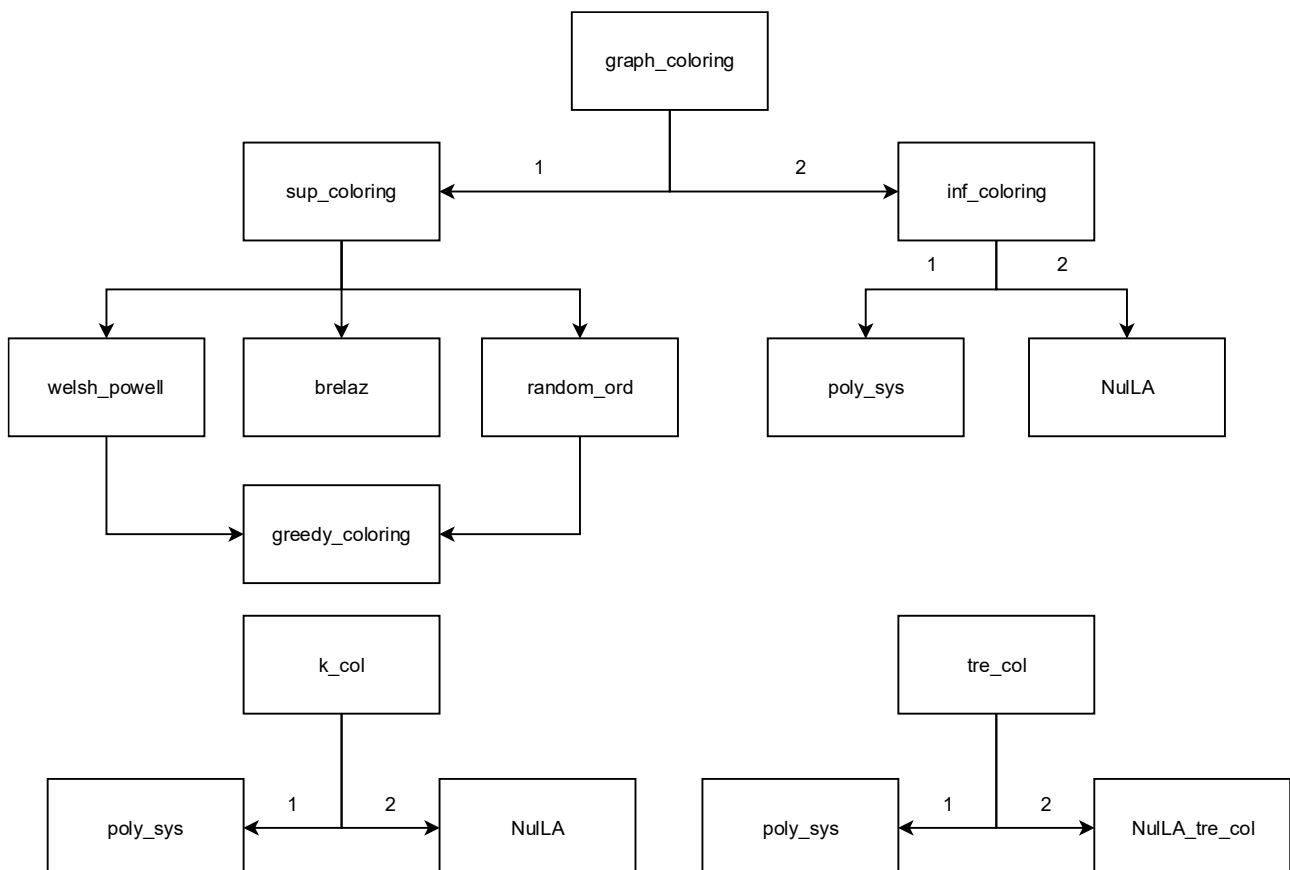 graph_coloring
1
2
sup_coloring
inf_coloring
1
2
welsh_powell
brelaz
random_ord
poly_sys
NulLA
greedy_coloring
k_col
tre_col
1
2
1
2
poly_sys
NulLA
poly_sys
NulLA_tre_col